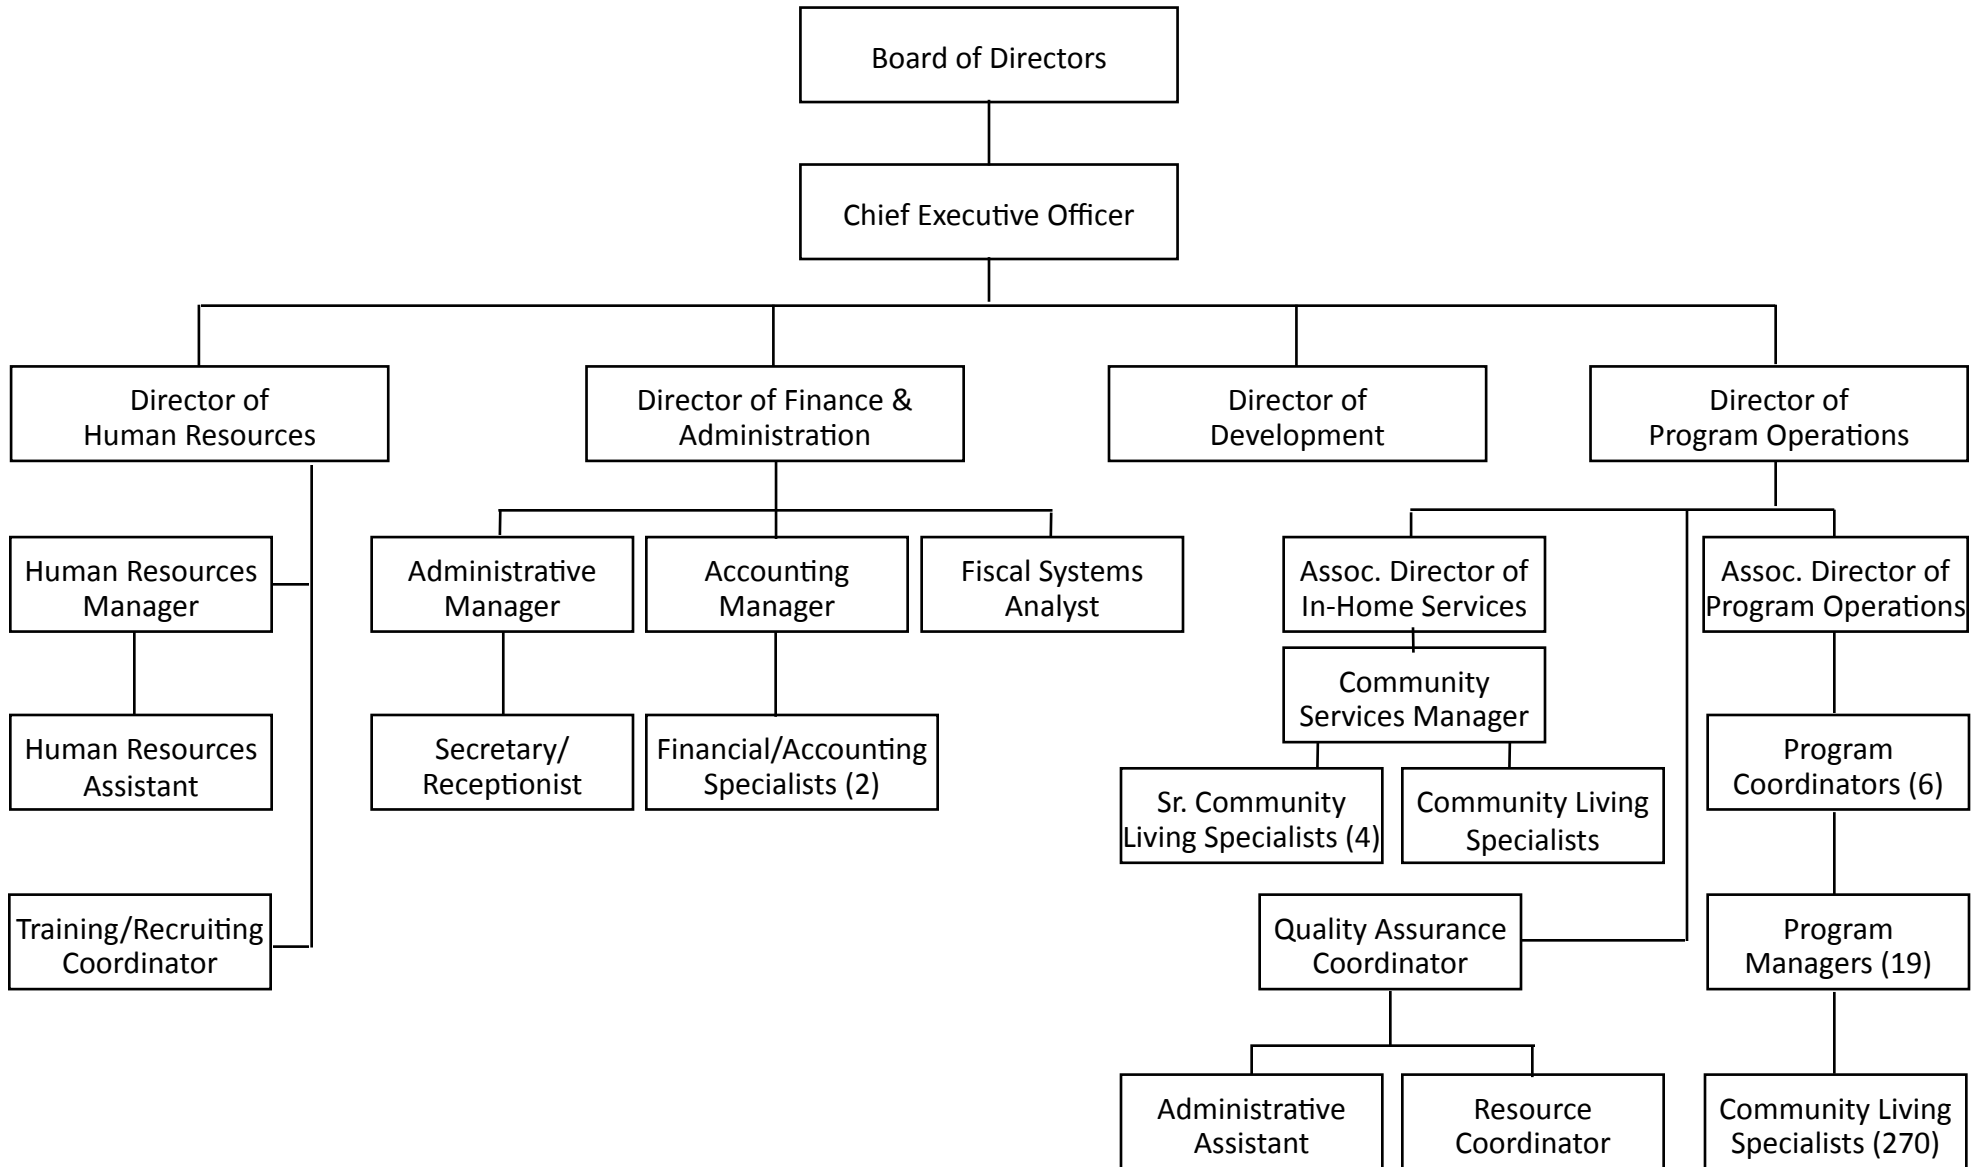 Board of Directors
Chief Executive Officer
Director of
Human Resources
Director of Finance &
Administration
Director of
Development
Director of
Program Operations
Human Resources
Manager
Administrative
Manager
Accounting
Manager
Fiscal Systems
Analyst
Assoc. Director of
In-Home Services
Assoc. Director of
Program Operations
Community
Services Manager
Human Resources
Assistant
Secretary/
Receptionist
Financial/Accounting
Specialists (2)
Program
Coordinators (6)
Sr. Community
Living Specialists (4)
Community Living
Specialists
Training/Recruiting
Coordinator
Quality Assurance
Coordinator
Program
Managers (19)
Administrative
Assistant
Resource
Coordinator
Community Living
Specialists (270)